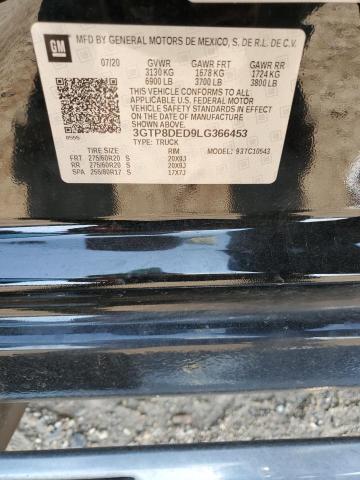 GM MFD BY GENERAL MOTORS DE MEXICO, S. DE R.L. DE C.V.
07/20 GVWR GAWR FRT GAWR RR
3130 KG 1678 KG 1724 KG
6900 LB 3700 LB 3800 LB
THIS VEHICLE CONFORMS TO ALL APPLICABLE
U.S. FEDERAL MOTOR VEHICLE
SAFETY STANDARDS IN EFFECT ON THE DATE OF
MANUFACTURE SHOWN ABOVE.
3GTP8DED9LG366453
TYPE: TRUCK MODEL: 937C10543
TIRE SIZE RIM
FRT 275/60R20 S 20X9J
RR 275/60R20 S 20X9J
SPA 255/80R17 S 17X7J